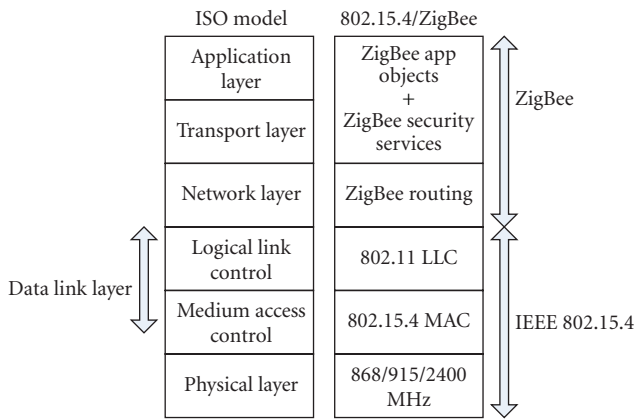 ISO model
802.15.4/ZigBee
Application
layer
Transport layer
Network layer
Logical link
control
Medium access
control
Physical layer
Data link layer
ZigBee app
objects
+
ZigBee security
services
ZigBee routing
802.11 LLC
802.15.4 MAC
868/915/2400
MHz
ZigBee
IEEE 802.15.4